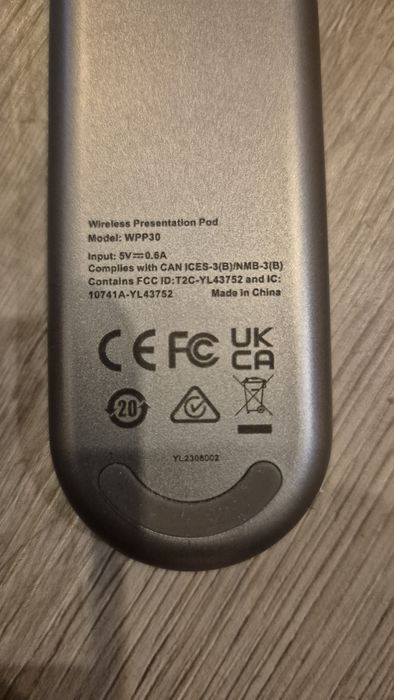 Wireless Presentation Pod
Model: WPP30
Input: 5V⎓0.6A
Complies with CAN ICES-3(B)/NMB-3(B)
Contains FCC ID:T2C-YL43752 and IC:
10741A-YL43752 Made in China
CE FC UK
CA
20
YL2308002